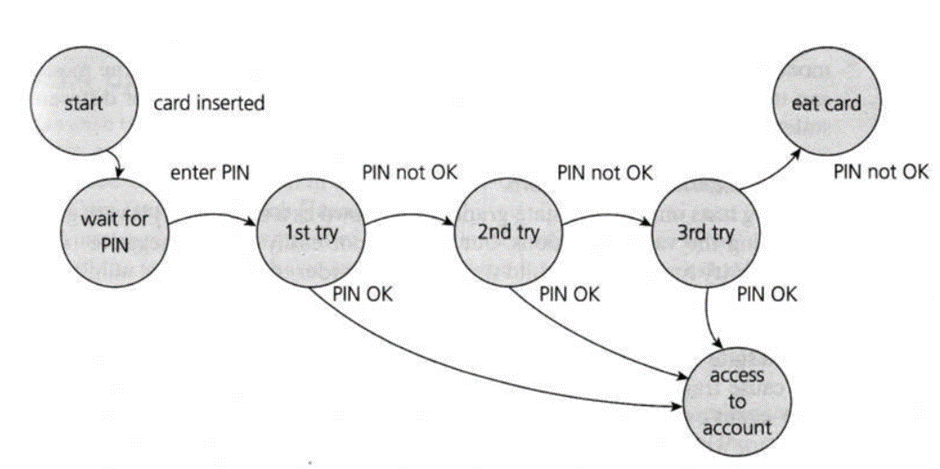 start
card inserted
eat card
enter PIN
PIN not OK
PIN not OK
PIN not OK
wait for
PIN
1st try
2nd try
3rd try
PIN OK
PIN OK
PIN OK
access
to
account